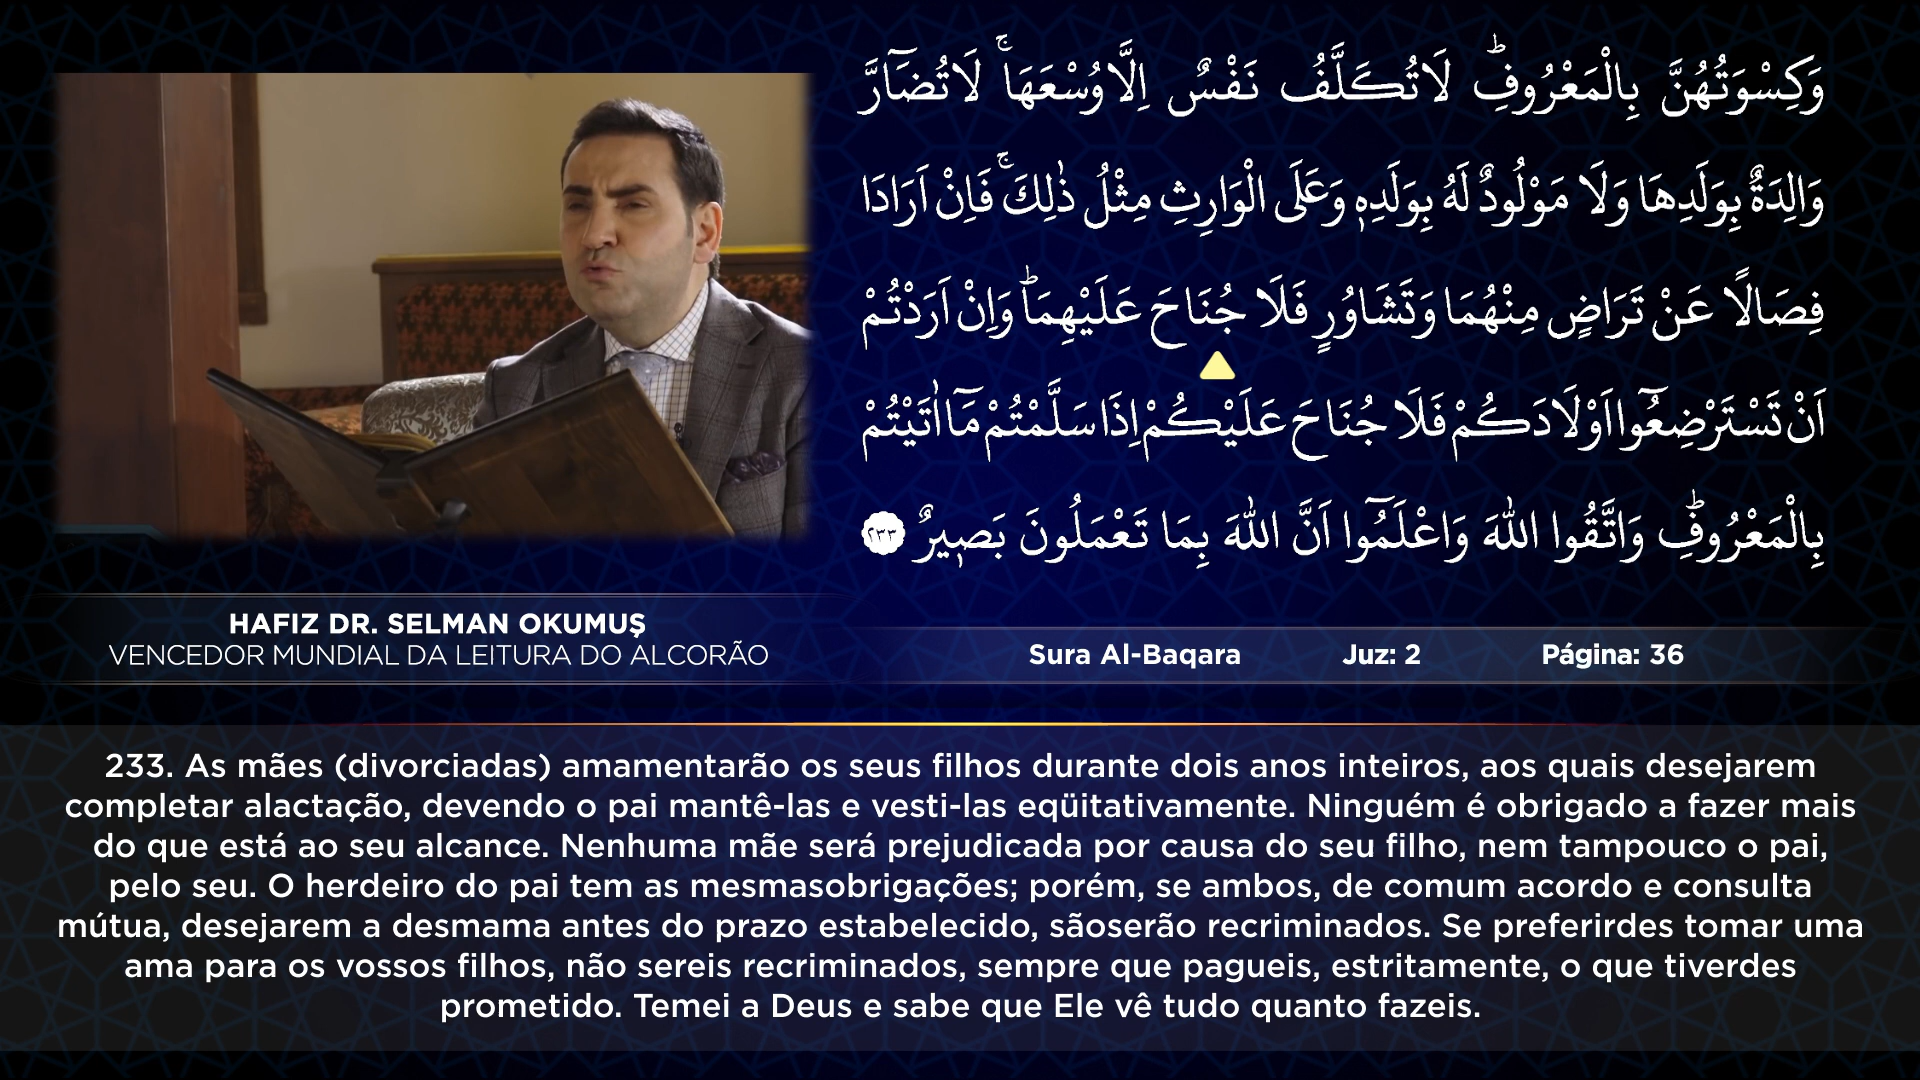 وَكِسْوَتُهُنَّ بِالْمَعْرُوفِۜ لَا تُكَلَّفُ نَفْسٌ اِلَّا وُسْعَهَاۚ لَا تُضَٓارَّ
وَالِدَةٌ بِوَلَدِهَا وَلَا مَوْلُودٌ لَهُ بِوَلَدِه۪ وَعَلَى الْوَارِثِ مِثْلُ ذٰلِكَۚ فَاِنْ اَرَادَا
فِصَالًا عَنْ تَرَاضٍ مِنْهُمَا وَتَشَاوُرٍ فَلَا جُنَاحَ عَلَيْهِمَاۜ وَاِنْ اَرَدْتُمْ
اَنْ تَسْتَرْضِعُٓوا اَوْلَادَكُمْ فَلَا جُنَاحَ عَلَيْكُمْ اِذَا سَلَّمْتُمْ مَٓا اٰتَيْتُمْ
بِالْمَعْرُوفِۜ وَاتَّقُوا اللّٰهَ وَاعْلَمُٓوا اَنَّ اللّٰهَ بِمَا تَعْمَلُونَ بَص۪يرٌ ٢٣٣
HAFIZ DR. SELMAN OKUMUŞ
VENCEDOR MUNDIAL DA LEITURA DO ALCORÃO
Sura Al-Baqara Juz: 2 Página: 36
233. As mães (divorciadas) amamentarão os seus filhos durante dois anos inteiros, aos quais desejarem
completar alactação, devendo o pai mantê-las e vesti-las eqüitativamente. Ninguém é obrigado a fazer mais
do que está ao seu alcance. Nenhuma mãe será prejudicada por causa do seu filho, nem tampouco o pai,
pelo seu. O herdeiro do pai tem as mesmasobrigações; porém, se ambos, de comum acordo e consulta
mútua, desejarem a desmama antes do prazo estabelecido, sãoserão recriminados. Se preferirdes tomar uma
ama para os vossos filhos, não sereis recriminados, sempre que pagueis, estritamente, o que tiverdes
prometido. Temei a Deus e sabe que Ele vê tudo quanto fazeis.